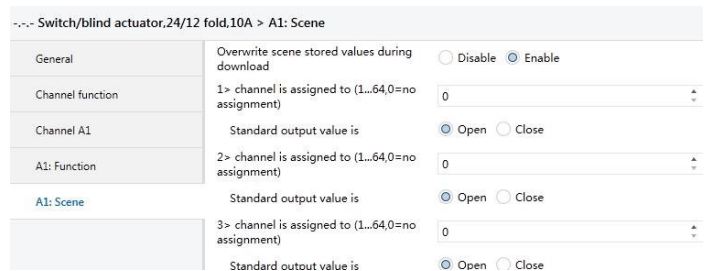 -.-.- Switch/blind actuator,24/12 fold,10A > A1: Scene
General
Channel function
Channel A1
A1: Function
A1: Scene
Overwrite scene stored values during
download
Disable Enable
1> channel is assigned to (1...64,0=no
assignment)
0
Standard output value is
Open Close
2> channel is assigned to (1...64,0=no
assignment)
0
Standard output value is
Open Close
3> channel is assigned to (1...64,0=no
assignment)
0
Standard output value is
Open Close